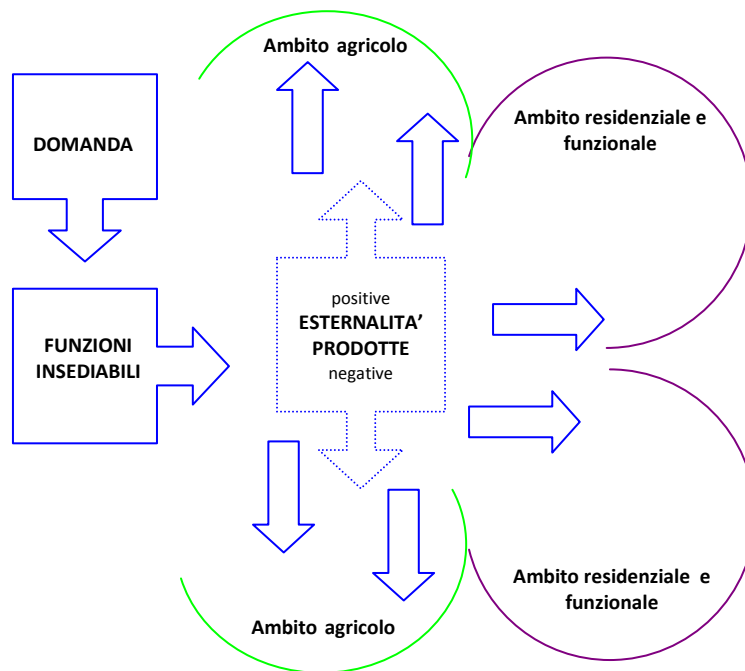 Ambito agricolo
Ambito residenziale e
funzionale
DOMANDA
positive
ESTERNALITA’
PRODOTTE
negative
FUNZIONI
INSEDIABILI
Ambito residenziale e
funzionale
Ambito agricolo